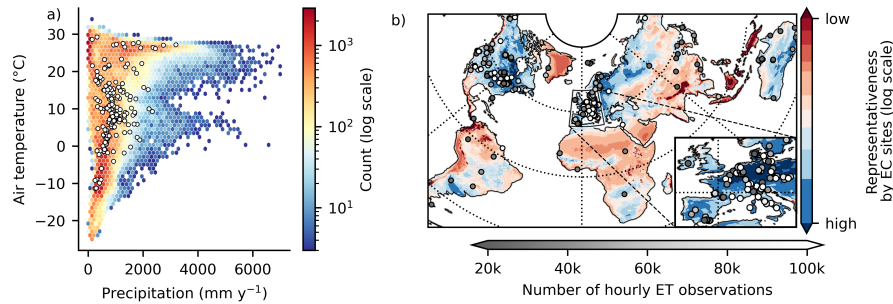 a)
30
20
10
0
−10
−20
Air temperature (°C)
0 2000 4000 6000
Precipitation (mm y⁻¹)
10³
10²
10¹
Count (log scale)
b)
low
high
Representativeness
by EC sites (log scale)
20k 40k 60k 80k 100k
Number of hourly ET observations